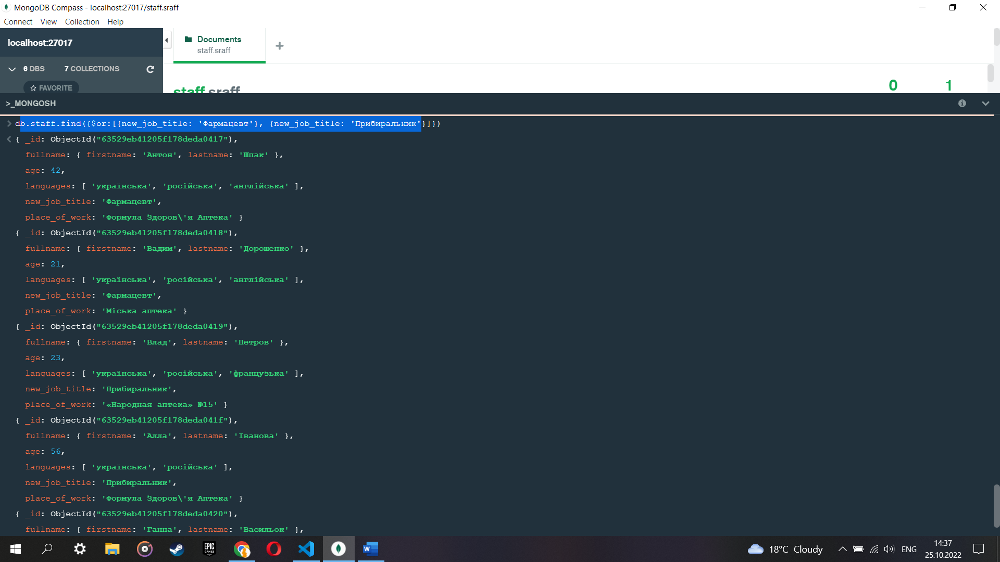 MongoDB Compass - localhost:27017/staff.sraff
Connect View Collection Help
localhost:27017
Documents
staff.sraff
6 DBS 7 COLLECTIONS
FAVORITE
staff.sraff
0 1
>_MONGOSH
db.staff.find({$or:[{new_job_title: 'Фармацевт'}, {new_job_title: 'Прибиральник'}]})
{ _id: ObjectId("63529eb41205f178deda0417"),
fullname: { firstname: 'Антон', lastname: 'Шпак' },
age: 42,
languages: [ 'українська', 'російська', 'англійська' ],
new_job_title: 'Фармацевт',
place_of_work: 'Формула Здоров\'я Аптека' }
{ _id: ObjectId("63529eb41205f178deda0418"),
fullname: { firstname: 'Вадим', lastname: 'Дорошенко' },
age: 21,
languages: [ 'українська', 'російська', 'англійська' ],
new_job_title: 'Фармацевт',
place_of_work: 'Міська аптека' }
{ _id: ObjectId("63529eb41205f178deda0419"),
fullname: { firstname: 'Влад', lastname: 'Петров' },
age: 23,
languages: [ 'українська', 'російська', 'французька' ],
new_job_title: 'Прибиральник',
place_of_work: '«Народная аптека» №15' }
{ _id: ObjectId("63529eb41205f178deda041f"),
fullname: { firstname: 'Алла', lastname: 'Іванова' },
age: 56,
languages: [ 'українська', 'російська' ],
new_job_title: 'Прибиральник',
place_of_work: 'Формула Здоров\'я Аптека' }
{ _id: ObjectId("63529eb41205f178deda0420"),
fullname: { firstname: 'Ганна', lastname: 'Васильок' },
EPIC GAMES
18°C Cloudy
ENG
14:37
25.10.2022